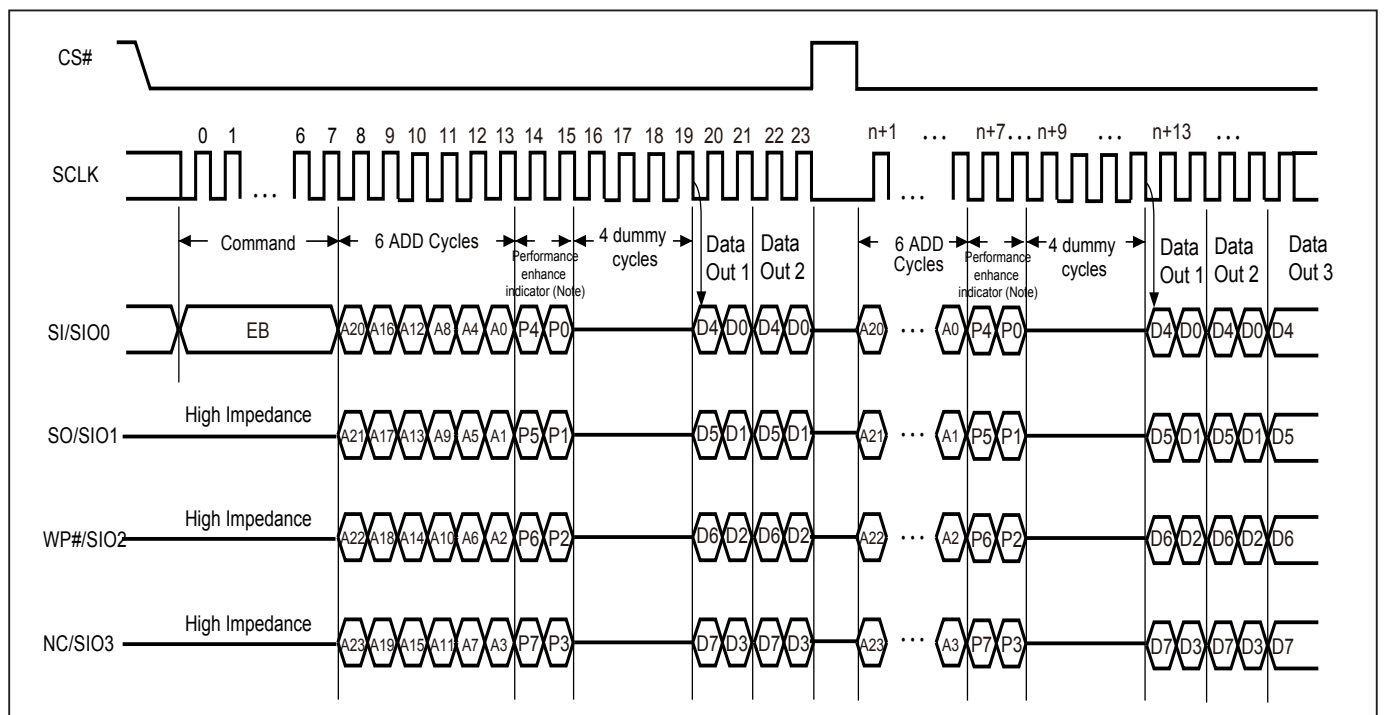 CS#
0 1 6 7 8 9 10 11 12 13 14 15 16 17 18 19 20 21 22 23 n+1 ... n+7... n+9 ... n+13 ...
SCLK
... ...
Command 6 ADD Cycles Performance enhance indicator (Note) 4 dummy cycles Data Out 1 Data Out 2 6 ADD Cycles Performance enhance indicator (Note) 4 dummy cycles Data Out 1 Data Out 2 Data Out 3
SI/SIO0 EB A20 A16 A12 A8 A4 A0 P4 P0 D4 D0 D4 D0 A20 ... A0 P4 P0 D4 D0 D4 D0 D4
SO/SIO1 High Impedance A21 A17 A13 A9 A5 A1 P5 P1 D5 D1 D5 D1 A21 ... A1 P5 P1 D5 D1 D5 D1 D5
WP#/SIO2 High Impedance A22 A18 A14 A10 A6 A2 P6 P2 D6 D2 D6 D2 A22 ... A2 P6 P2 D6 D2 D6 D2 D6
NC/SIO3 High Impedance A23 A19 A15 A11 A7 A3 P7 P3 D7 D3 D7 D3 A23 ... A3 P7 P3 D7 D3 D7 D3 D7